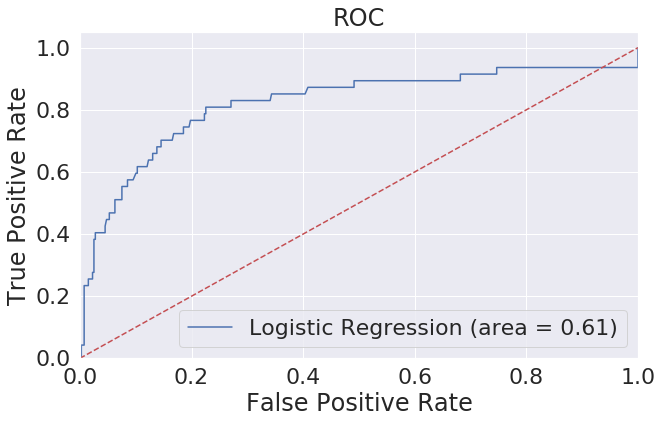 ROC
True Positive Rate
1.0
0.8
0.6
0.4
0.2
0.0
Logistic Regression (area = 0.61)
0.0 0.2 0.4 0.6 0.8 1.0
False Positive Rate